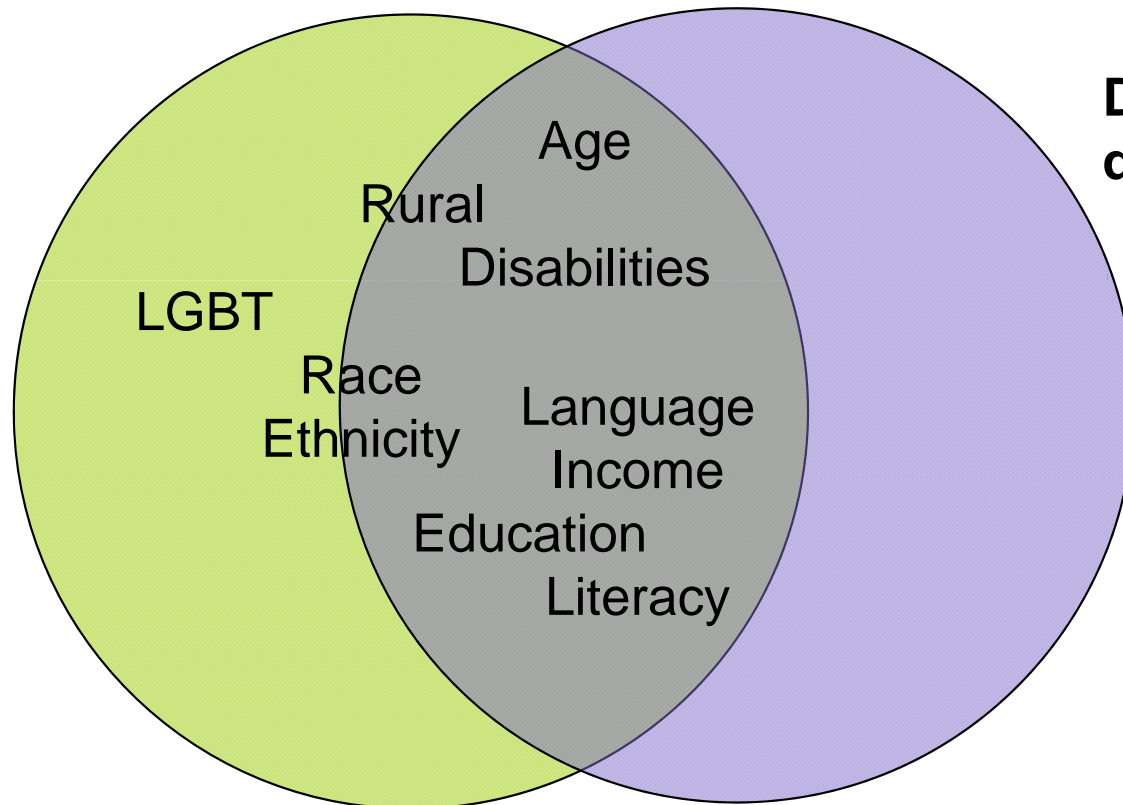 Age
Rural
Disabilities
LGBT
Race
Ethnicity
Language
Income
Education
Literacy
D